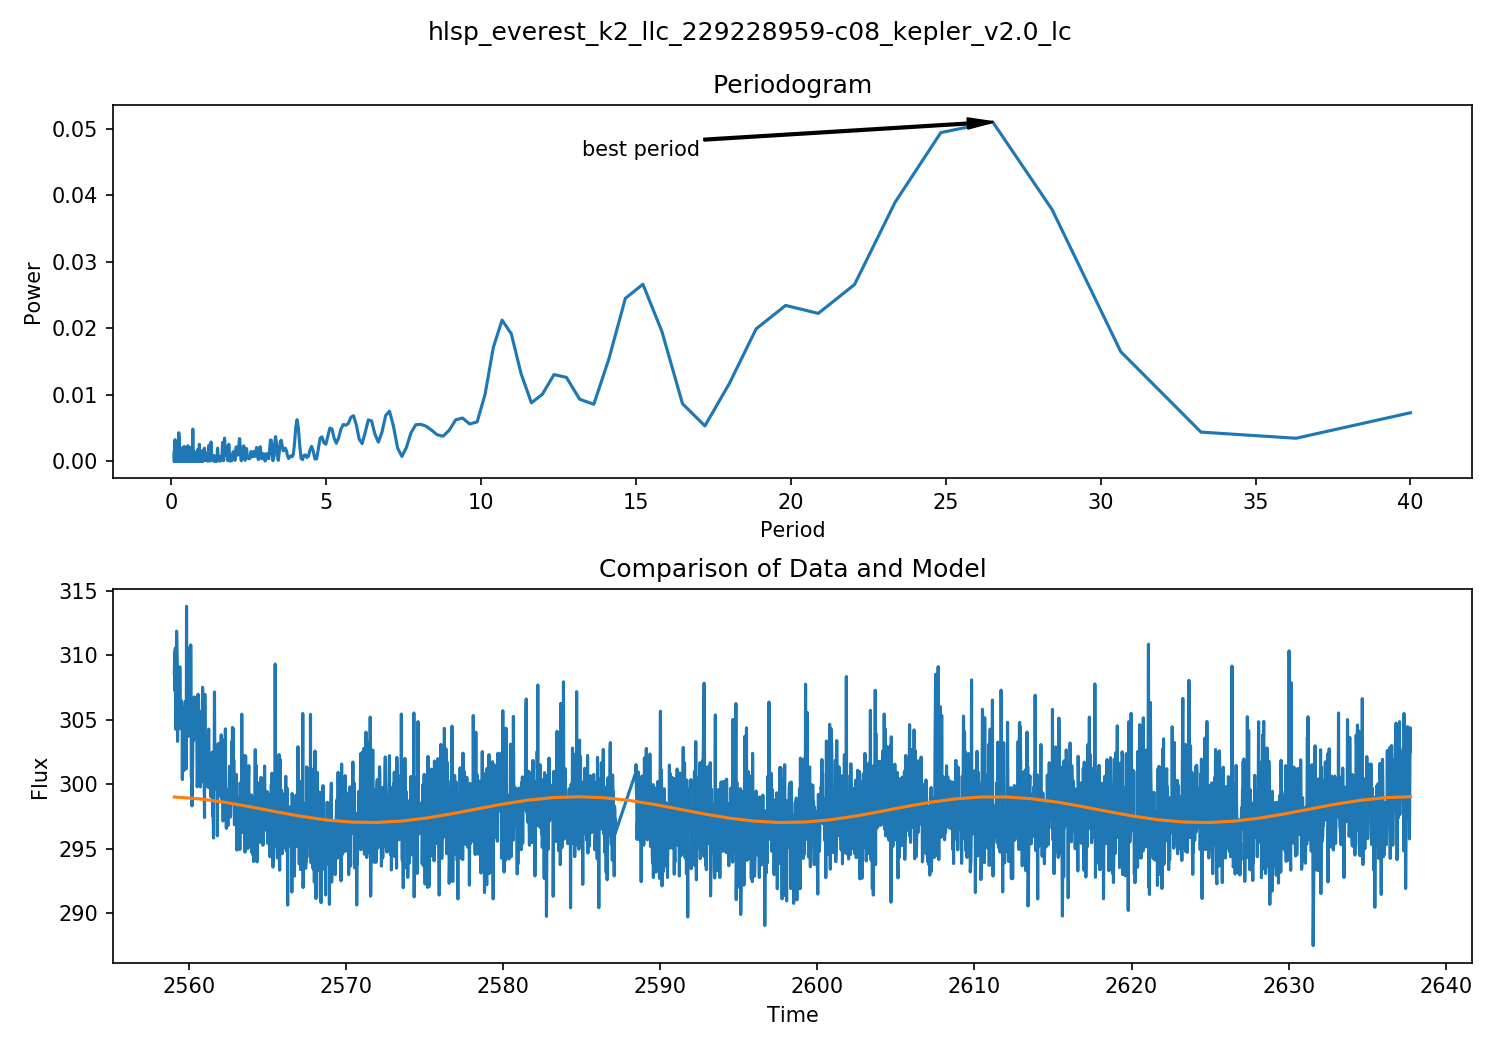 hlsp_everest_k2_llc_229228959-c08_kepler_v2.0_lc
Periodogram
0.05
0.04
0.03
0.02
0.01
0.00
Power
best period
0 5 10 15 20 25 30 35 40
Period
Comparison of Data and Model
315
310
305
300
295
290
Flux
2560 2570 2580 2590 2600 2610 2620 2630 2640
Time